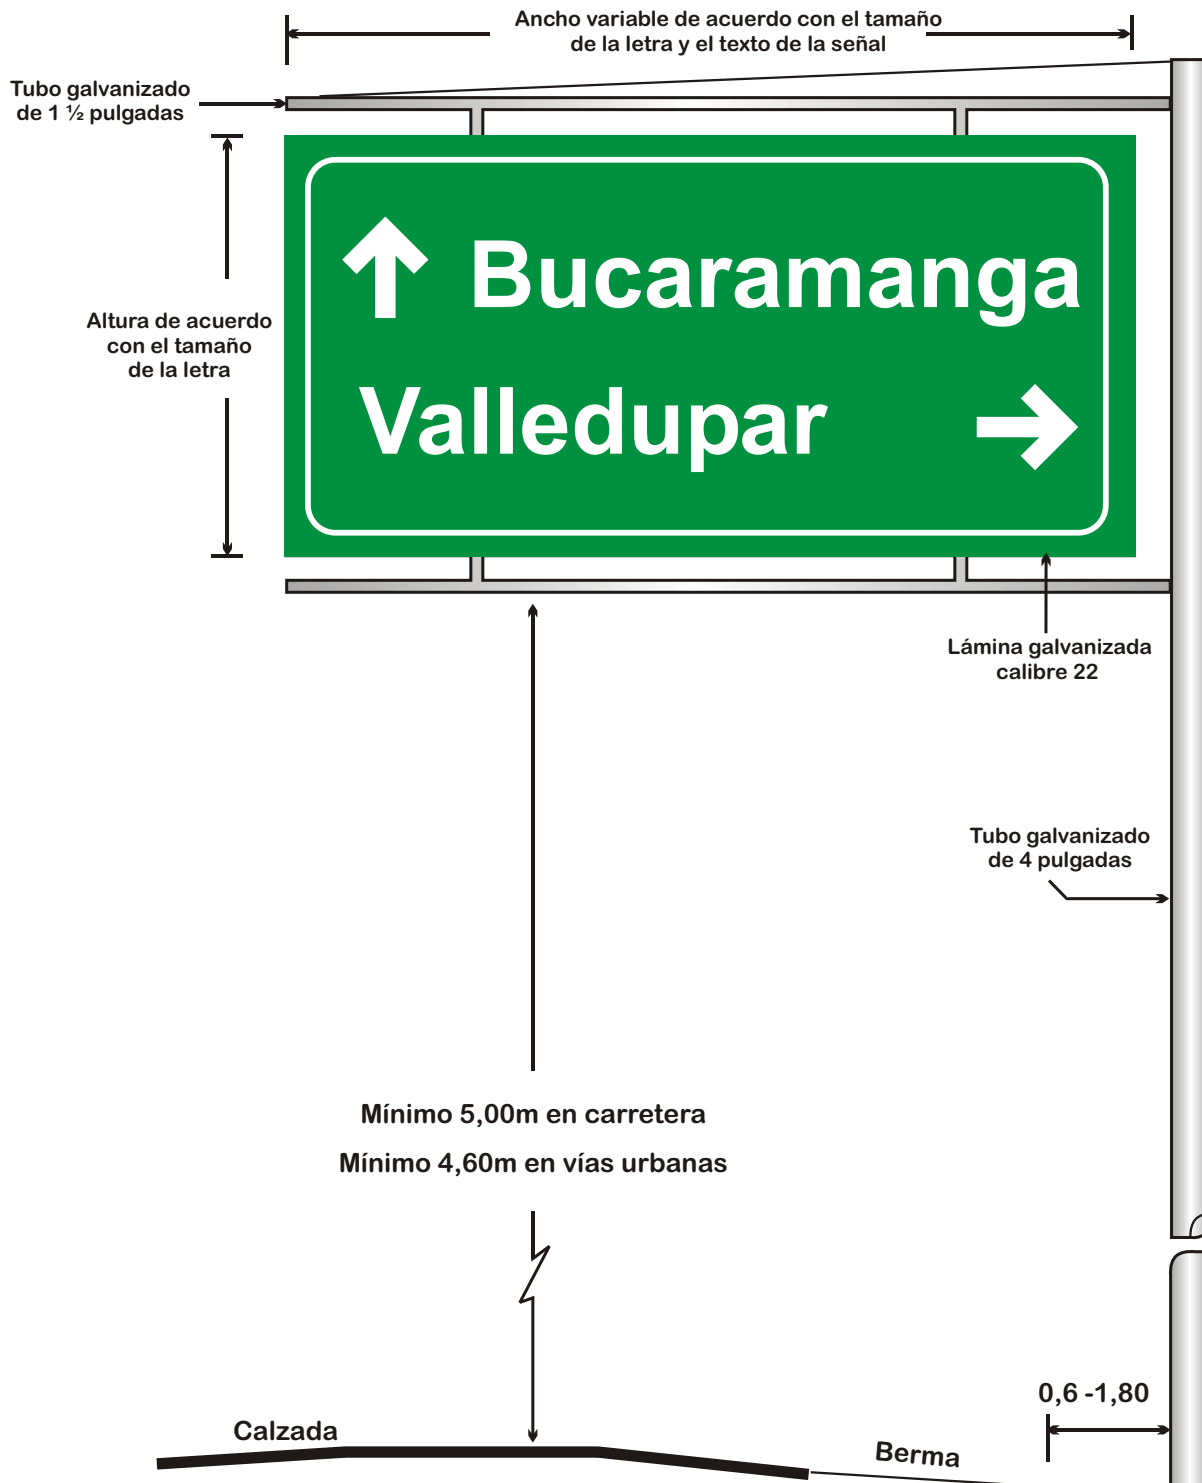 Ancho variable de acuerdo con el tamaño
de la letra y el texto de la señal
Tubo galvanizado
de 1 ½ pulgadas
Bucaramanga
Altura de acuerdo
con el tamaño
de la letra
Valledupar
Lámina galvanizada
calibre 22
Tubo galvanizado
de 4 pulgadas
Mínimo 5,00m en carretera
Mínimo 4,60m en vías urbanas
0,6 -1,80
Calzada
Berma